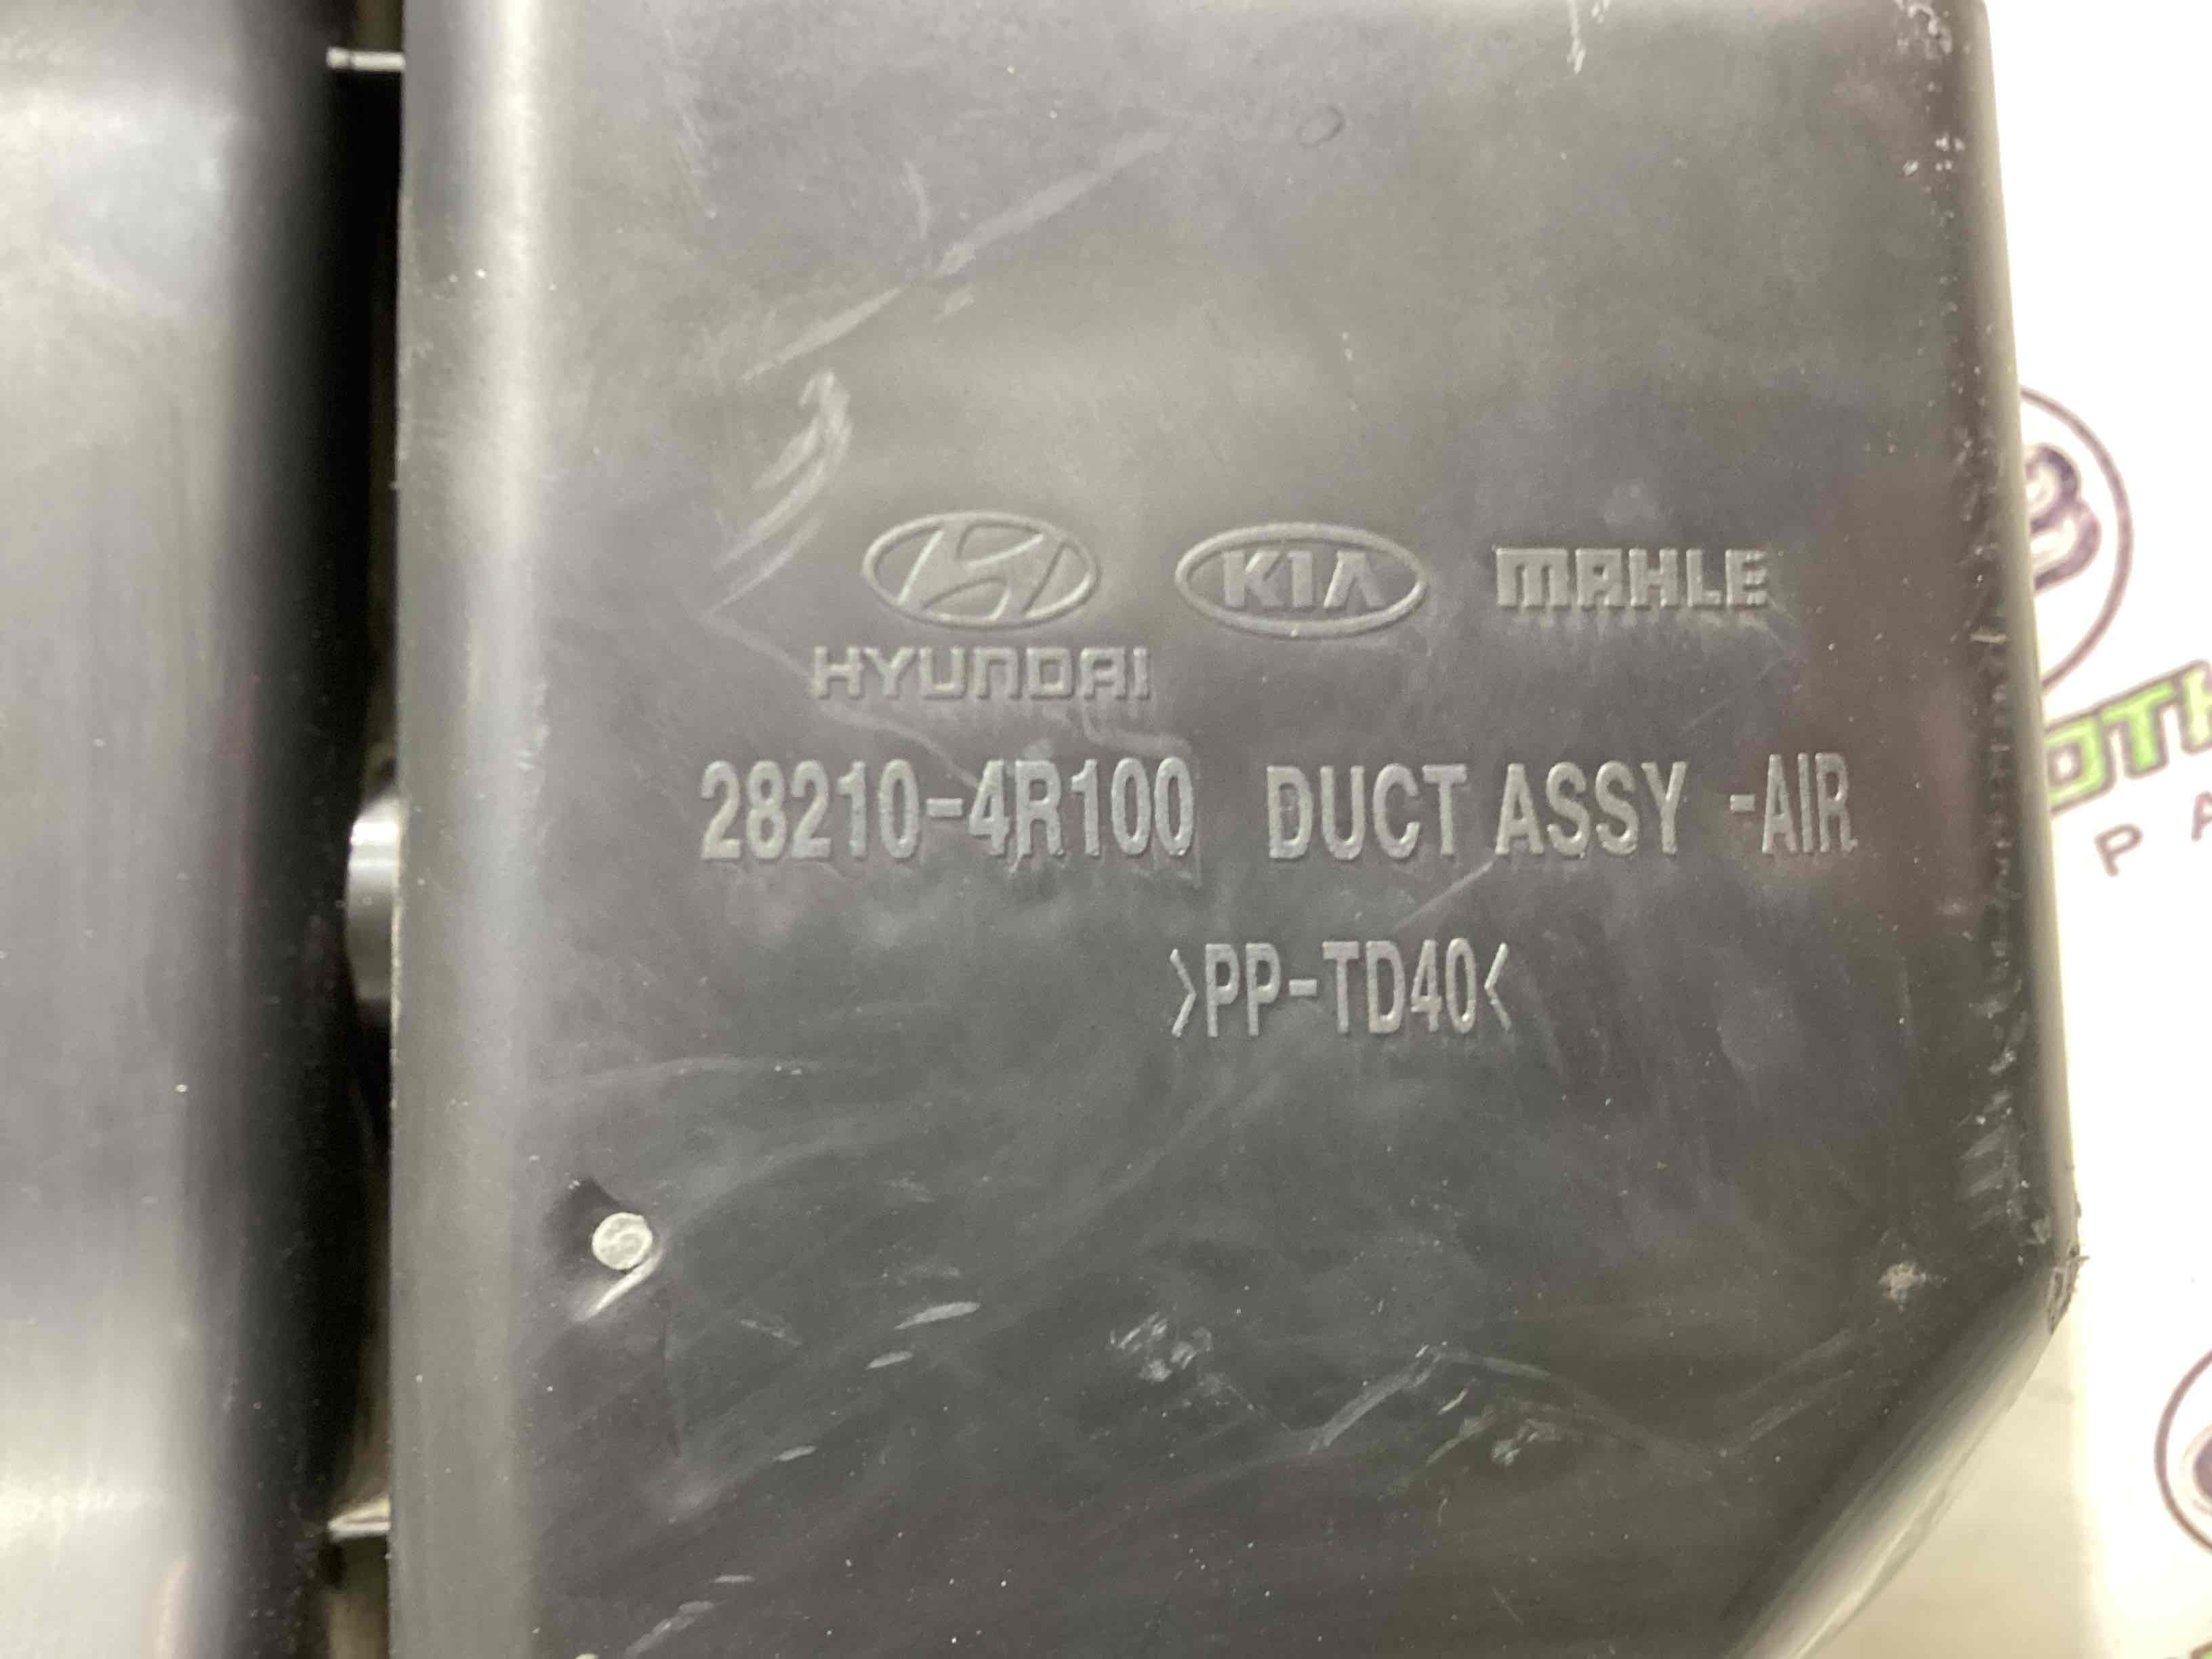 KIA MAHLE
HYUNDAI
28210-4R100 DUCT ASSY -AIR
>PP-TD40<